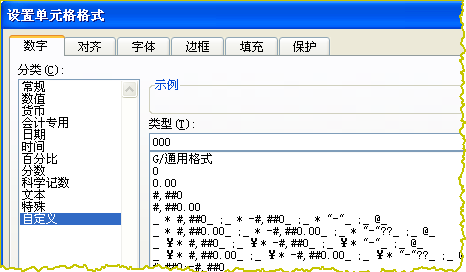 设置单元格格式
数字 对齐 字体 边框 填充 保护
分类(C):
常规
数值
货币
会计专用
日期
时间
百分比
分数
科学记数
文本
特殊
自定义
示例
类型(T):
000
G/通用格式
0
0.00
#,##0
#,##0.00
_ * #,##0_ ;_ * -#,##0_ ;_ * "-"_ ;_ @_
_ * #,##0.00_ ;_ * -#,##0.00_ ;_ * "-"??_ ;_ @_
_ ¥* #,##0_ ;_ ¥* -#,##0_ ;_ ¥* "-"_ ;_ @_
_ ¥* #,##0.00_ ;_ ¥* -#,##0.00_ ;_ ¥* "-"??_ ;_
#,##0;-#,##0